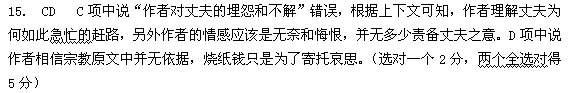 15. CD C 项中说“作者对丈夫的埋怨和不解”错误，根据上下文可知，作者理解丈夫为
何如此急忙的赶路，另外作者的情感应该是无奈和悔恨，并无多少责备丈夫之意。D 项中说
作者相信宗教原文中并无依据，烧纸钱只是为了寄托哀思。（选对一个 2 分，两个全选对得
5 分）